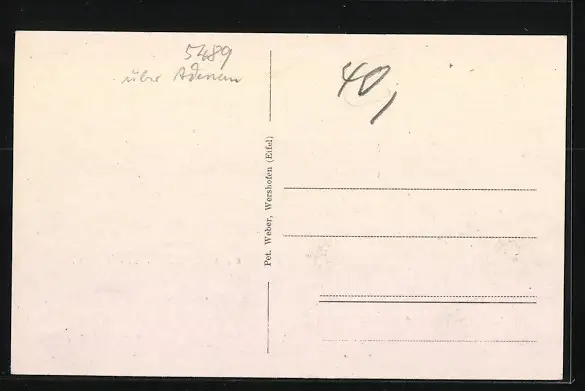 5489
über Adenau
40,
Pet. Weber, Wershofen (Eifel)